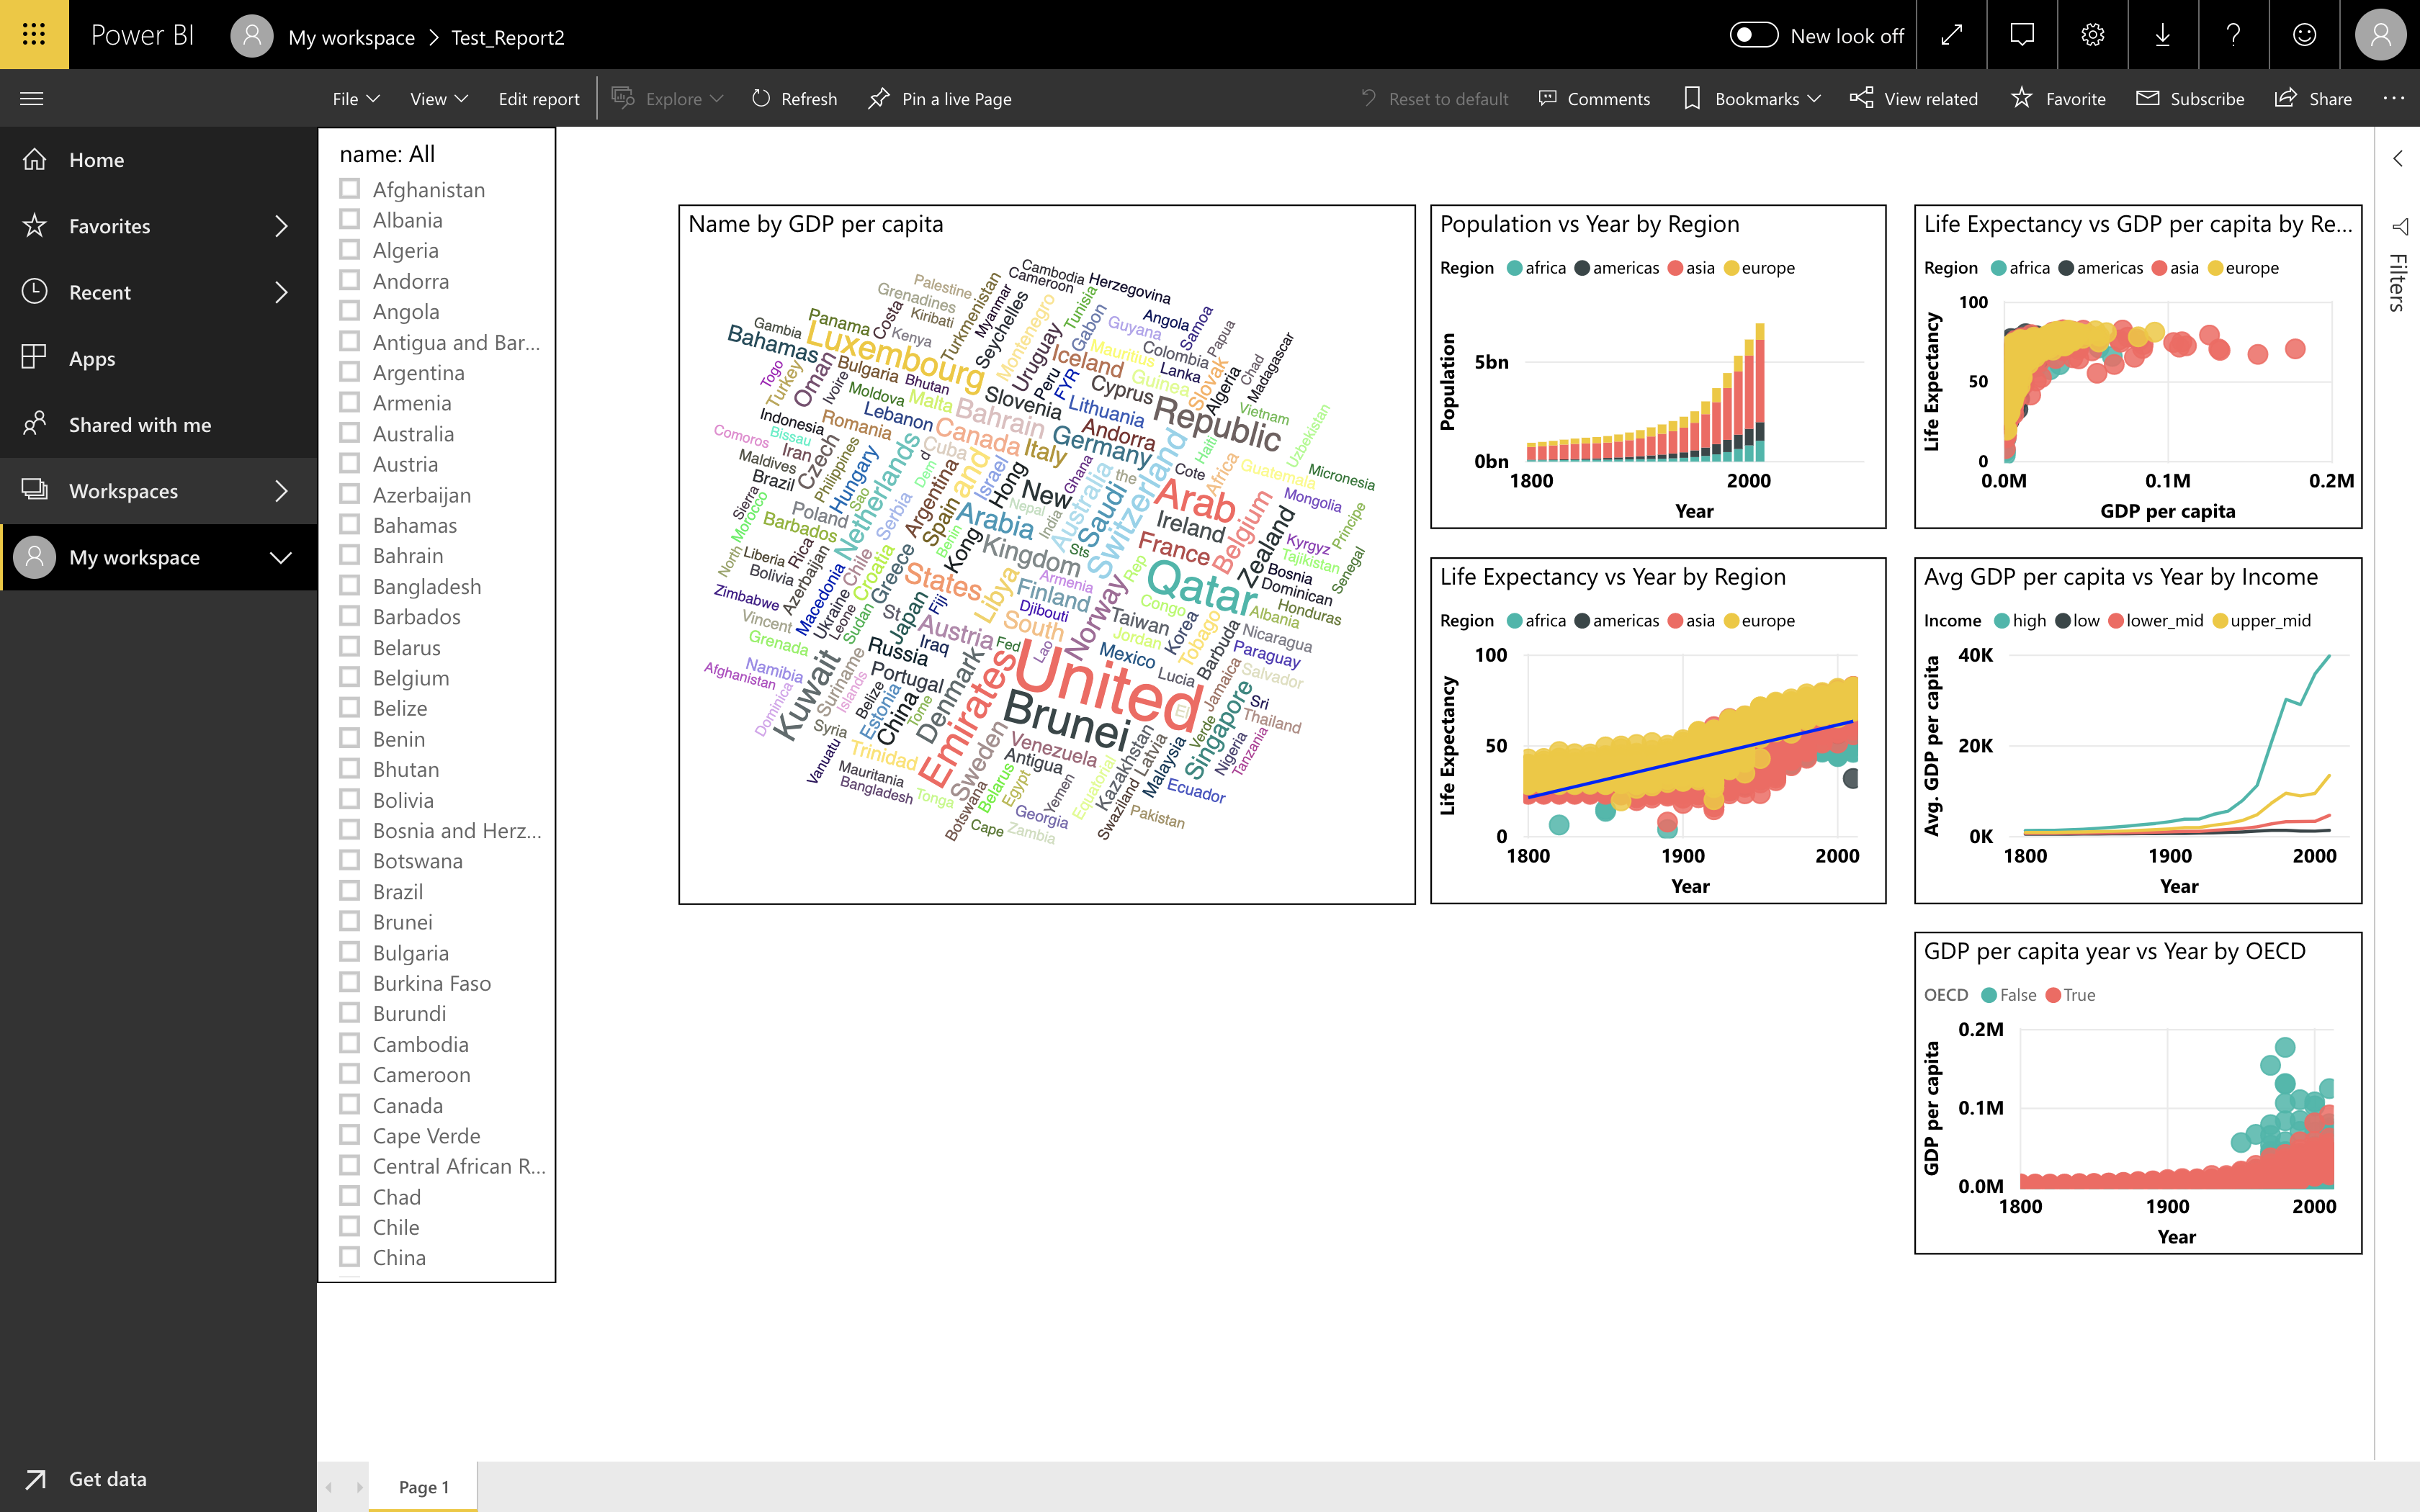 Power BI
My workspace > Test_Report2
New look off
File
View
Edit report
Explore
Refresh
Pin a live Page
Reset to default
Comments
Bookmarks
View related
Favorite
Subscribe
Share
Home
Favorites
Recent
Apps
Shared with me
Workspaces
My workspace
Get data
name: All
Afghanistan
Albania
Algeria
Andorra
Angola
Antigua and Bar...
Argentina
Armenia
Australia
Austria
Azerbaijan
Bahamas
Bahrain
Bangladesh
Barbados
Belarus
Belgium
Belize
Benin
Bhutan
Bolivia
Bosnia and Herz...
Botswana
Brazil
Brunei
Bulgaria
Burkina Faso
Burundi
Cambodia
Cameroon
Canada
Cape Verde
Central African R...
Chad
Chile
China
Name by GDP per capita
Cambodia
Cameroon
Herzegovina
Palestine
Grenadines
Kiribati
Costa
Kenya
Turkmenistan
Myanmar
Seychelles
Montenegro
Tunisia
Gabon
Guyana
Angola
Samoa
Papua
Colombia
Panama
Gambia
Bahamas
Luxembourg
Uruguay
Iceland
Mauritius
Lanka
Guinea
Slovak
Algeria
Chad
Madagascar
Togo
Turkey
Oman
Ivoire
Bulgaria
Bhutan
Moldova
Malta
Slovenia
Peru
FYR
Cyprus
Lithuania
Republic
Vietnam
Uzbekistan
Indonesia
Bissau
Romania
Lebanon
Bahrain
Canada
Italy
Germany
Andorra
Comoros
Iran
Czech
Maldives
Brazil
Philippines
Hungary
Sao
Netherlands
Cuba
d
Dem
Argentina
and
Israel
Hong
Ghana
New
Nepal
India
Australia
the
Saudi
Switzerland
Cote
Haiti
Africa
Guatemala
Micronesia
Mongolia
Sierra
Morocco
Poland
Barbados
Serbia
Spain
Benin
Arabia
Kong
Kingdom
Sts
Arab
Ireland
France
Belgium
Zealand
Principe
Kyrgyz
Tajikistan
Senegal
North
Liberia
Rica
Bolivia
Azerbaijan
Macedonia
Chile
Croatia
Greece
States
Libya
Armenia
Finland
Djibouti
Rep
Qatar
Congo
Bosnia
Dominican
Honduras
Albania
Zimbabwe
Vincent
Grenada
Ukraine
Leone
Sudan
St
Japan
Fiji
Austria
Iraq
Fed
South
Lao
Norway
Taiwan
Jordan
Korea
Tobago
Barbuda
Nicaragua
Paraguay
Salvador
Afghanistan
Namibia
Dominica
Kuwait
Suriname
Islands
Russia
Portugal
Belize
Estonia
China
Tome
Denmark
Emirates
United
Mexico
Lucia
El
Jamaica
Singapore
Sri
Thailand
Syria
Vanuatu
Trinidad
Mauritania
Bangladesh
Tonga
Sweden
Brunei
Venezuela
Antigua
Belarus
Egypt
Yemen
Botswana
Cape
Georgia
Zambia
Equatorial
Kazakhstan
Swaziland
Latvia
Malaysia
Verde
Nigeria
Tanzania
Ecuador
Pakistan
Population vs Year by Region
Region africa americas asia europe
Population
5bn
0bn
1800 2000
Year
Life Expectancy vs GDP per capita by Re...
Region africa americas asia europe
Life Expectancy
100
50
0
0.0M 0.1M 0.2M
GDP per capita
Life Expectancy vs Year by Region
Region africa americas asia europe
Life Expectancy
100
50
0
1800 1900 2000
Year
Avg GDP per capita vs Year by Income
Income high low lower_mid upper_mid
Avg. GDP per capita
40K
20K
0K
1800 1900 2000
Year
GDP per capita year vs Year by OECD
OECD False True
GDP per capita
0.2M
0.1M
0.0M
1800 1900 2000
Year
Filters
Page 1